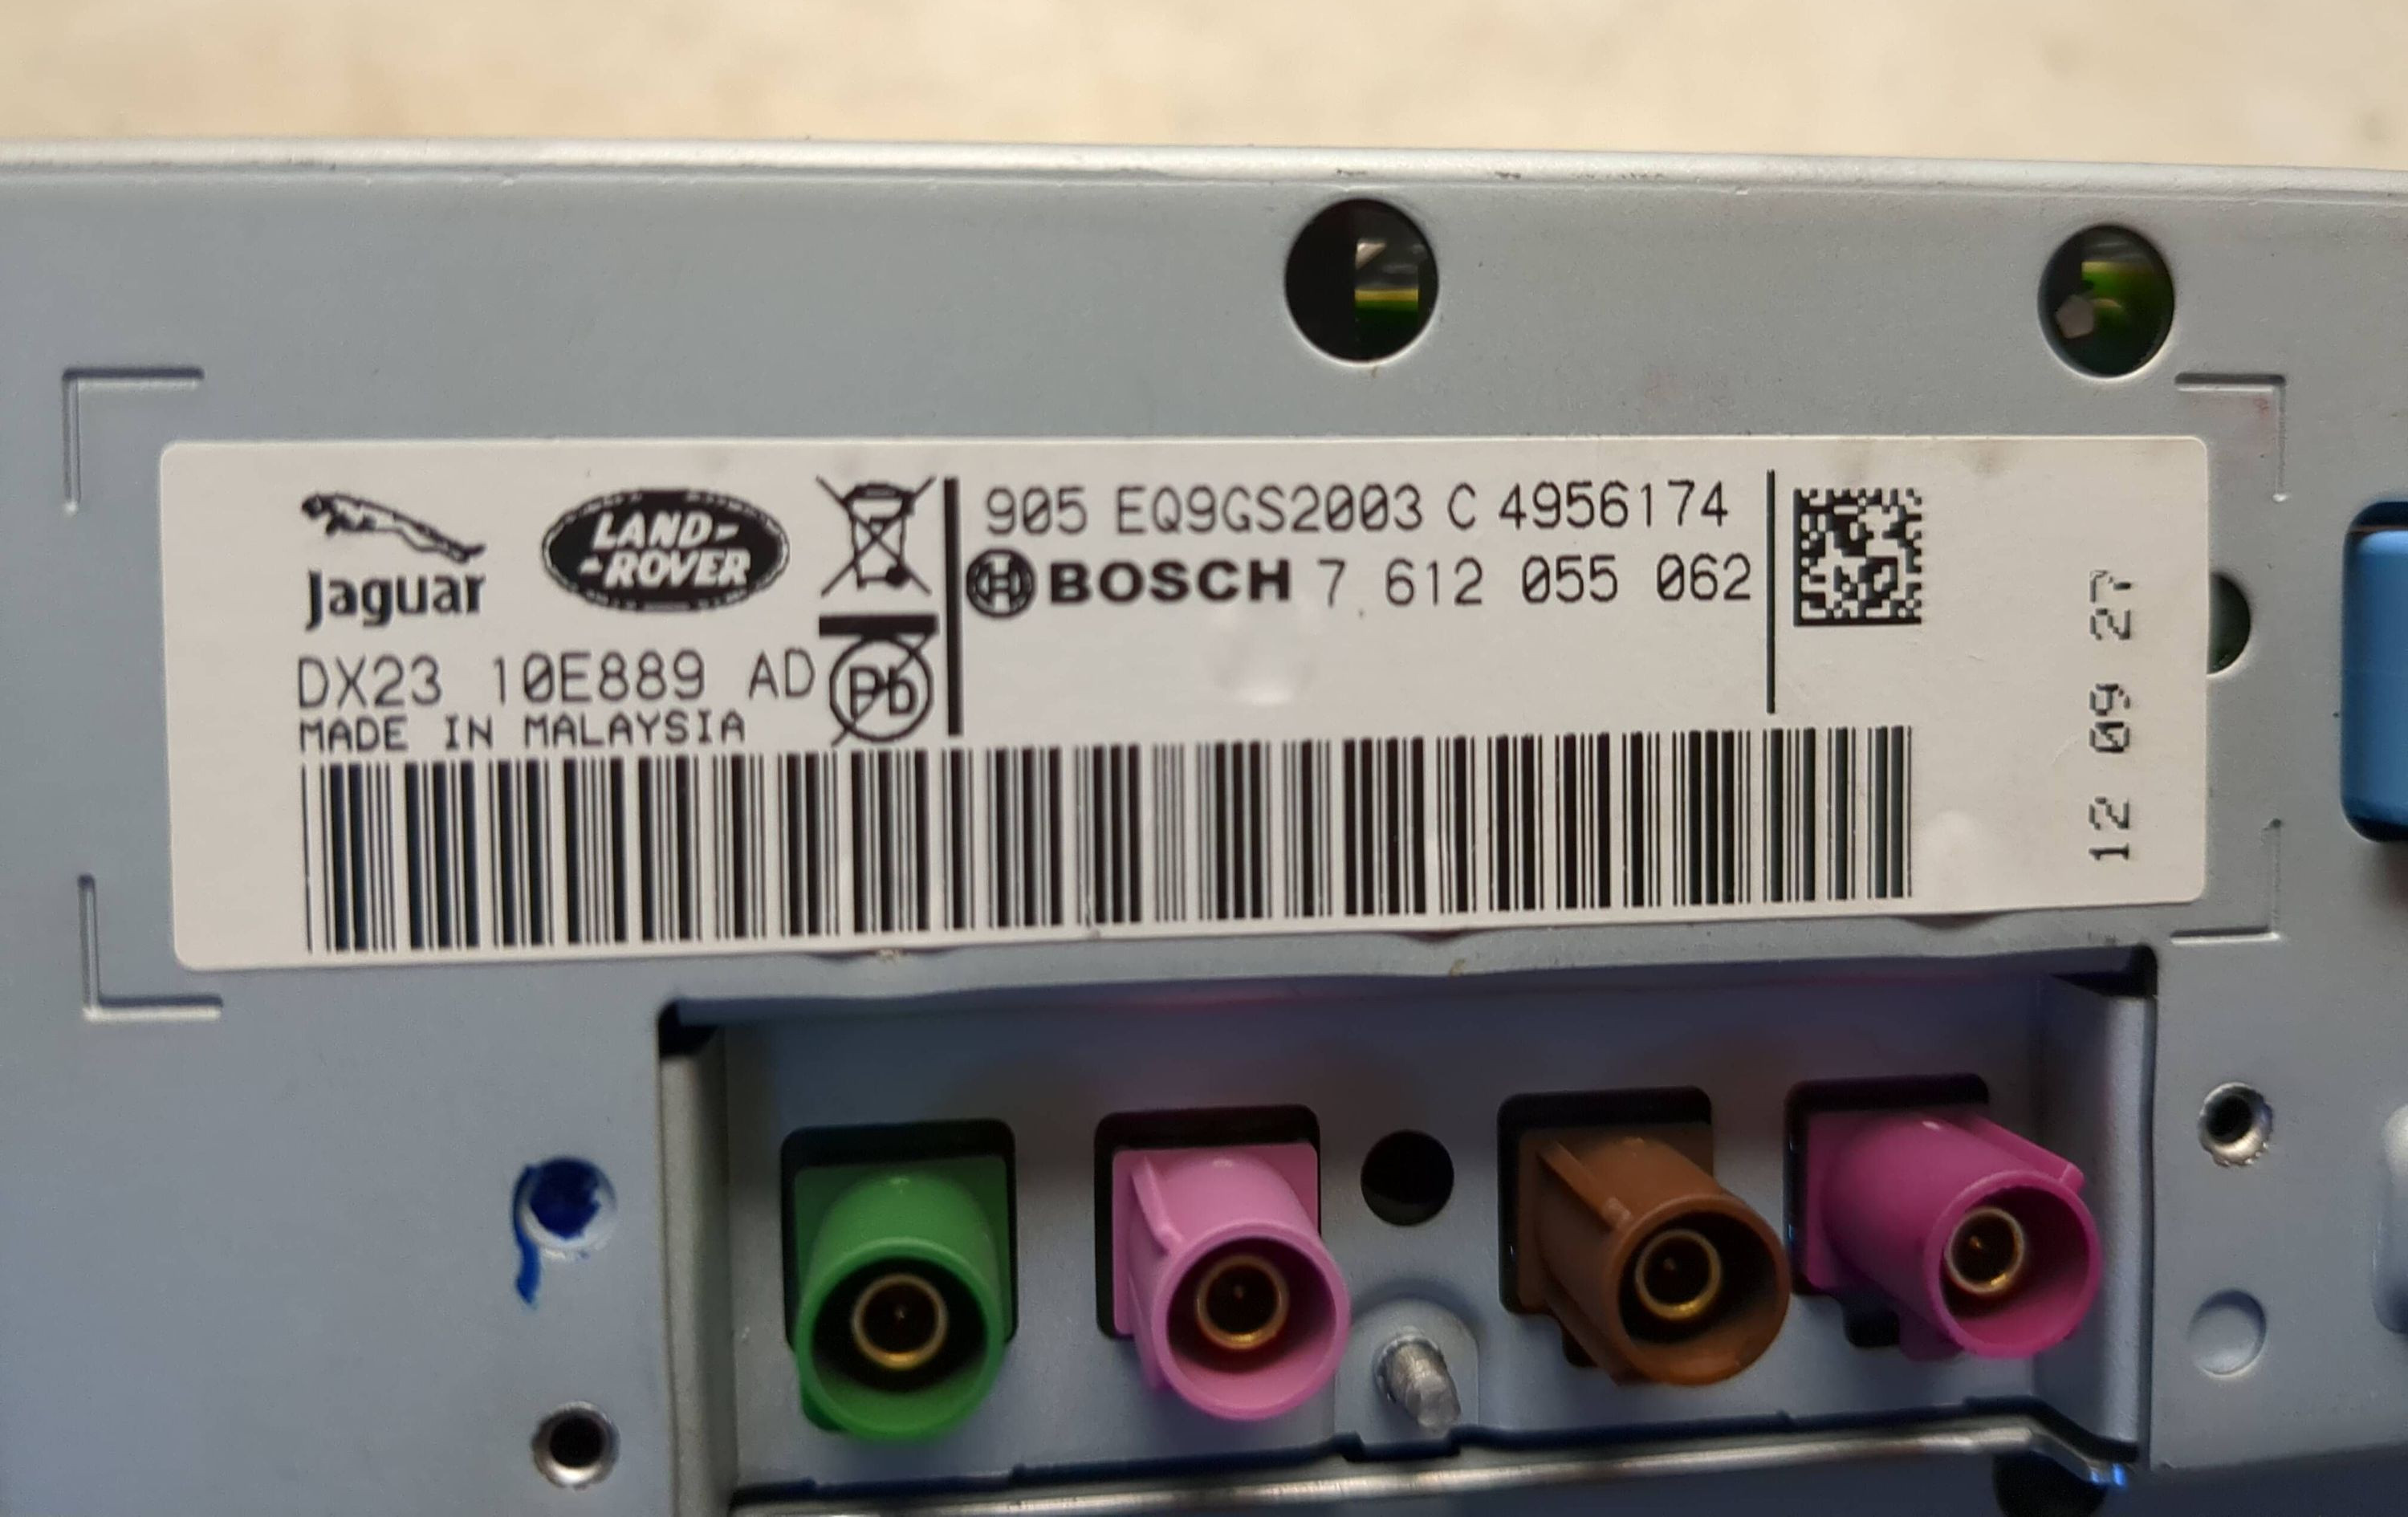 Jaguar
LAND-
-ROVER
DX23 10E889 AD
MADE IN MALAYSIA
Pb
905 EQ9GS2003 C 4956174
BOSCH 7 612 055 062
12 09 27